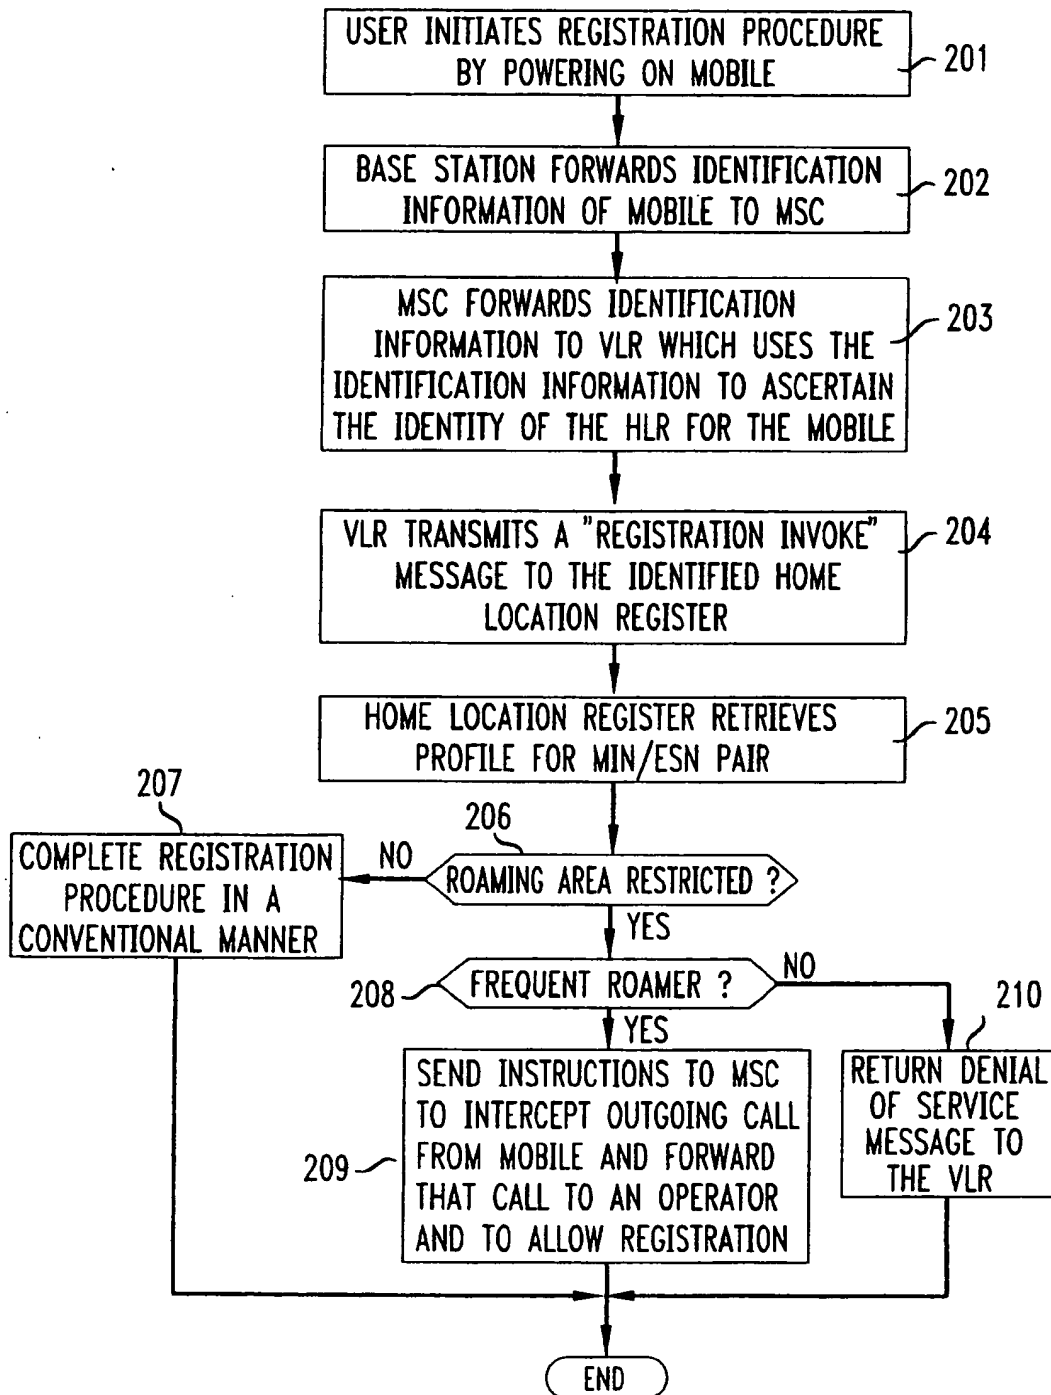 USER INITIATES REGISTRATION PROCEDURE
BY POWERING ON MOBILE
201
BASE STATION FORWARDS IDENTIFICATION
INFORMATION OF MOBILE TO MSC
202
MSC FORWARDS IDENTIFICATION
INFORMATION TO VLR WHICH USES THE
IDENTIFICATION INFORMATION TO ASCERTAIN
THE IDENTITY OF THE HLR FOR THE MOBILE
203
VLR TRANSMITS A "REGISTRATION INVOKE"
MESSAGE TO THE IDENTIFIED HOME
LOCATION REGISTER
204
HOME LOCATION REGISTER RETRIEVES
PROFILE FOR MIN/ESN PAIR
205
206
ROAMING AREA RESTRICTED ?
NO
207
COMPLETE REGISTRATION
PROCEDURE IN A
CONVENTIONAL MANNER
YES
208
FREQUENT ROAMER ?
NO
210
RETURN DENIAL
OF SERVICE
MESSAGE TO
THE VLR
YES
209
SEND INSTRUCTIONS TO MSC
TO INTERCEPT OUTGOING CALL
FROM MOBILE AND FORWARD
THAT CALL TO AN OPERATOR
AND TO ALLOW REGISTRATION
END